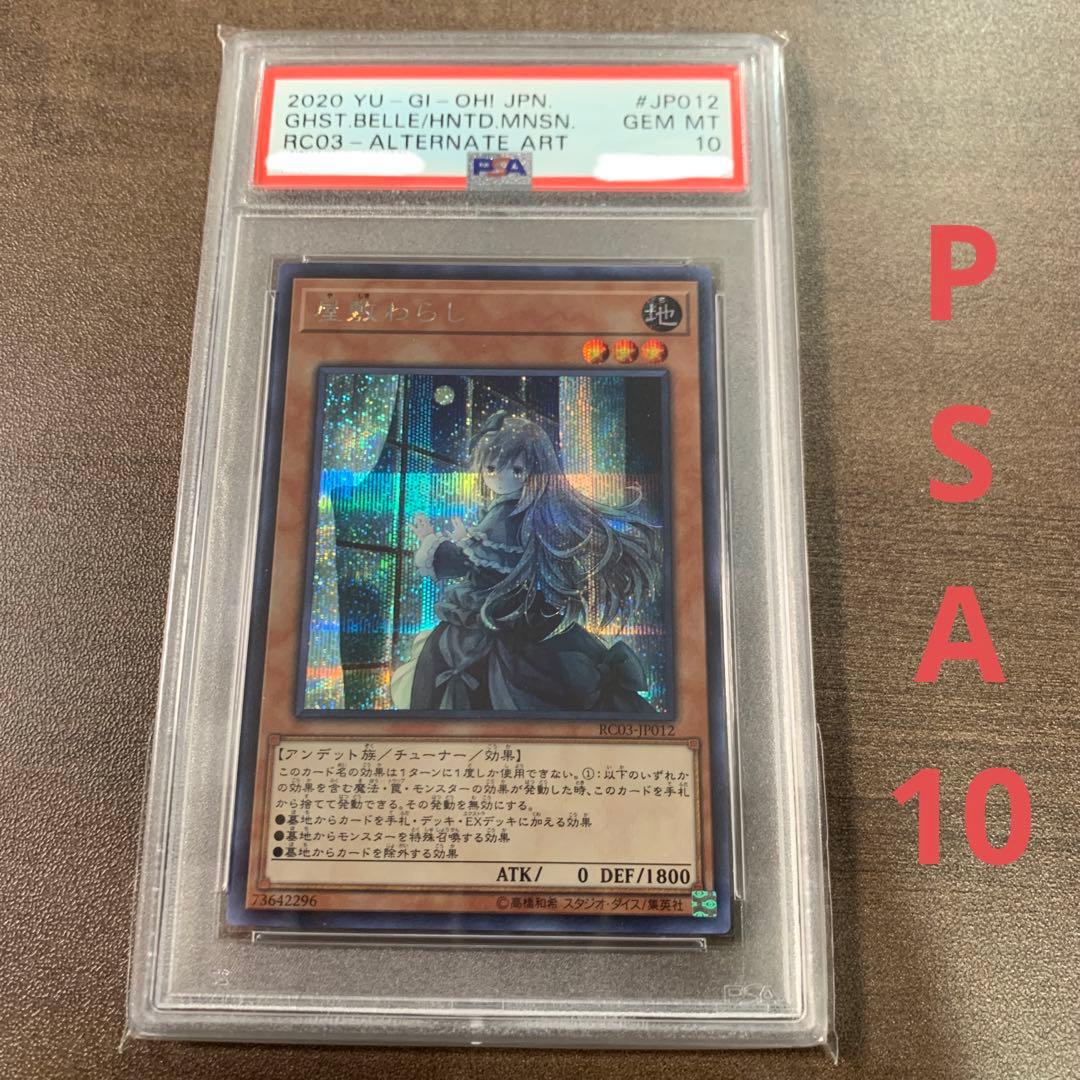 2020 YU-GI-OH! JPN. #JP012
GHST.BELLE/HNTD.MNSN. GEM MT
RC03-ALTERNATE ART 10
PSA
屋敷わらし
地
RC03-JP012
【アンデット族/チューナー/効果】
このカード名の効果は1ターンに1度しか使用できない。①:以下のいずれか
の効果を含む魔法・罠・モンスターの効果が発動した時、このカードを手札
から捨てて発動できる。その発動を無効にする。
●墓地からカードを手札・デッキ・EXデッキに加える効果
●墓地からモンスターを特殊召喚する効果
●墓地からカードを除外する効果
ATK/ 0 DEF/1800
73642296 ©高橋和希 スタジオ・ダイス/集英社
PSA
P
S
A
10